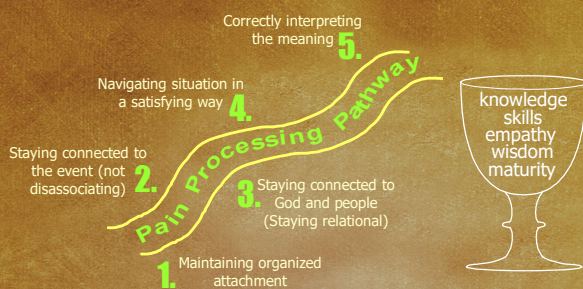 Correctly interpreting
the meaning 5.
Navigating situation in
a satisfying way 4.
Staying connected to
the event (not
disassociating) 2.
Pain Processing Pathway
3. Staying connected to
God and people
(Staying relational)
1. Maintaining organized
attachment
knowledge
skills
empathy
wisdom
maturity